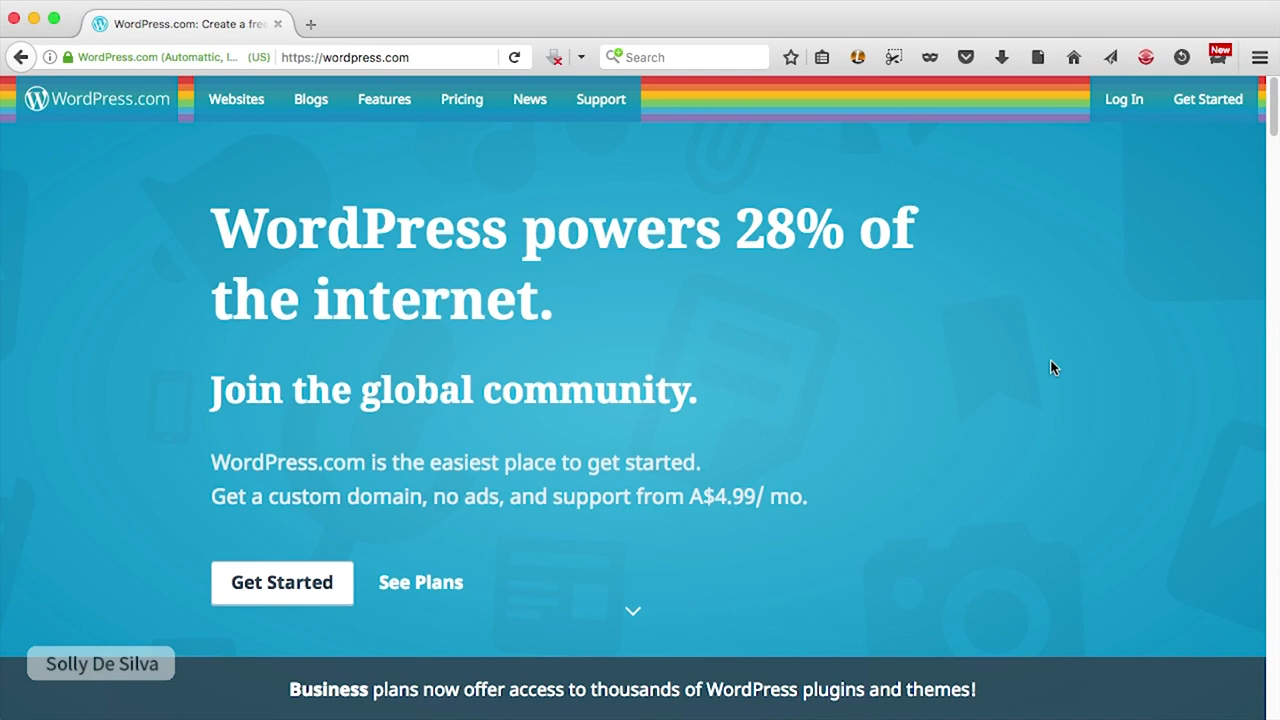 WordPress.com: Create a free
WordPress.com (Automattic, I... (US)
https://wordpress.com
Search
New
WordPress.com
Websites
Blogs
Features
Pricing
News
Support
Log In
Get Started
WordPress powers 28% of
the internet.
Join the global community.
WordPress.com is the easiest place to get started.
Get a custom domain, no ads, and support from A$4.99/ mo.
Get Started
See Plans
Solly De Silva
Business plans now offer access to thousands of WordPress plugins and themes!